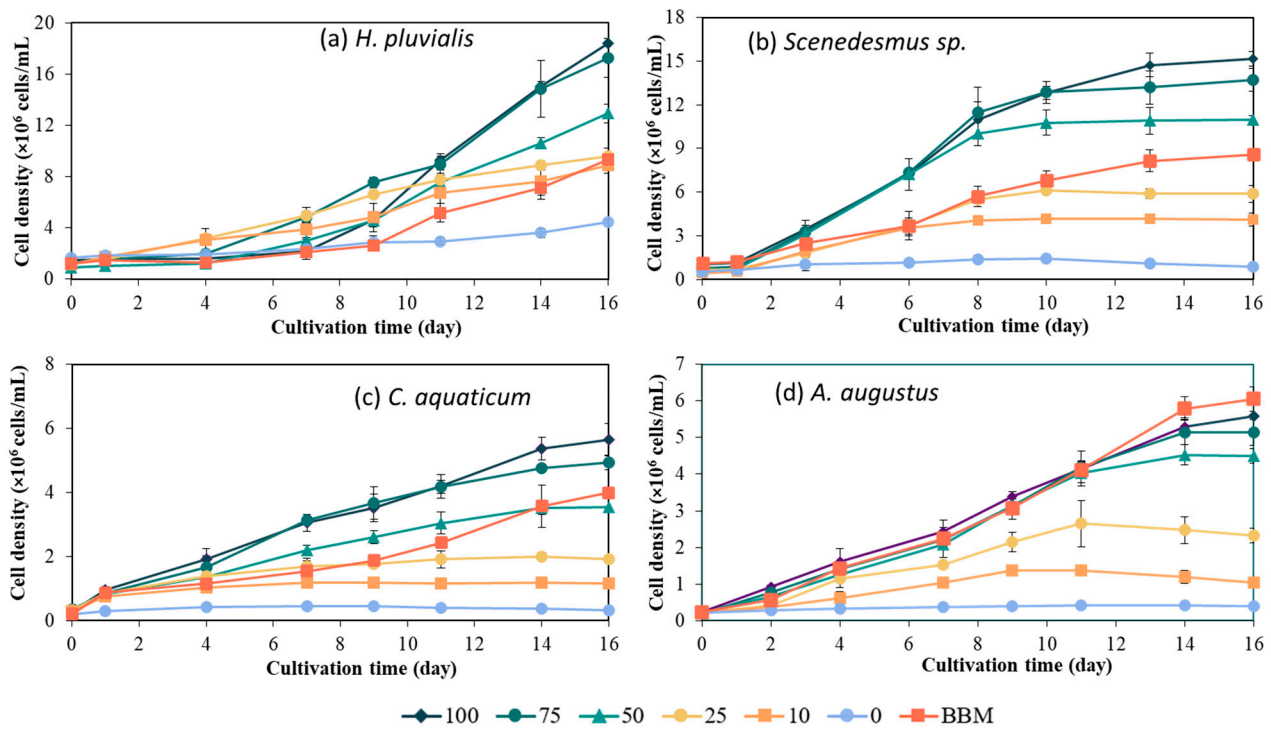 (a) H. pluvialis
Cell density (×10⁶ cells/mL)
20
16
12
8
4
0
0 2 4 6 8 10 12 14 16
Cultivation time (day)
(b) Scenedesmus sp.
Cell density (×10⁶ cells/mL)
18
15
12
9
6
3
0
0 2 4 6 8 10 12 14 16
Cultivation time (day)
(c) C. aquaticum
Cell density (×10⁶ cells/mL)
8
6
4
2
0
0 2 4 6 8 10 12 14 16
Cultivation time (day)
(d) A. augustus
Cell density (×10⁶ cells/mL)
7
6
5
4
3
2
1
0
0 2 4 6 8 10 12 14 16
Cultivation time (day)
100 75 50 25 10 0 BBM